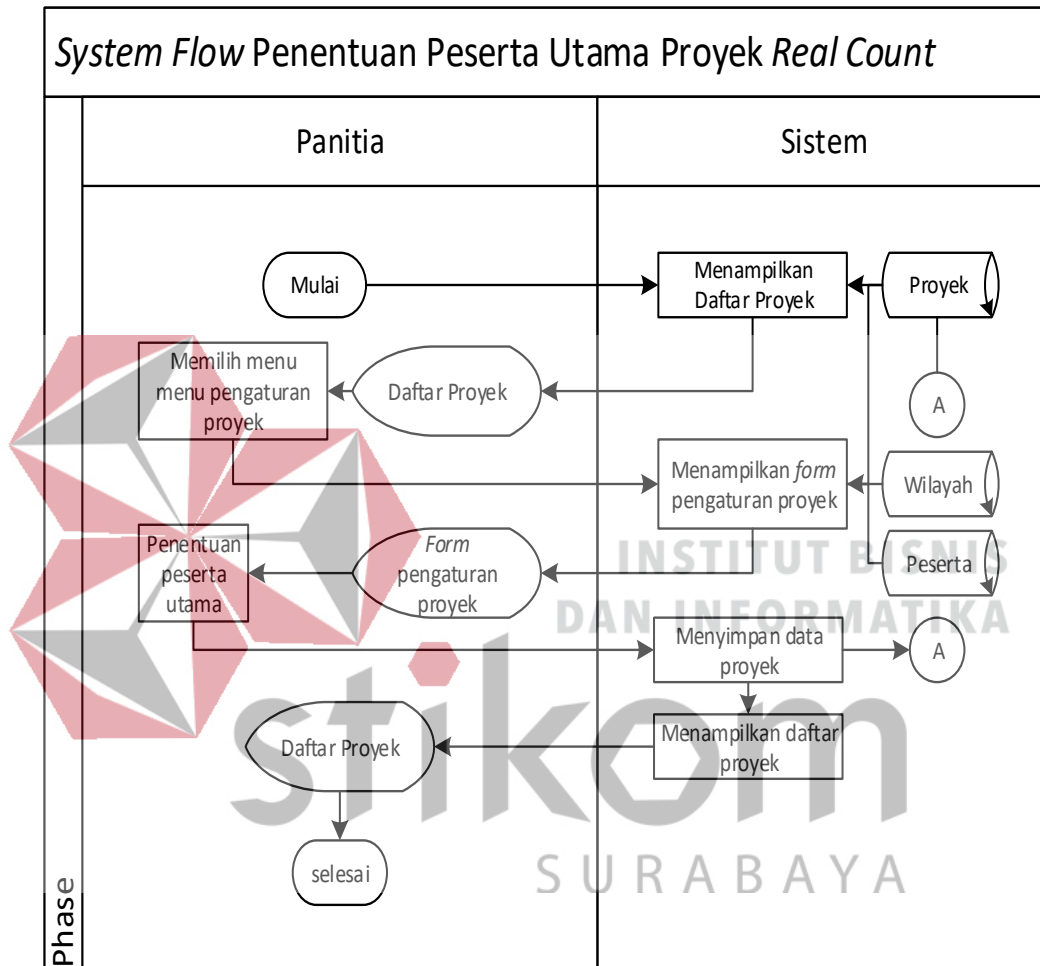 System Flow Penentuan Peserta Utama Proyek Real Count
Panitia
Sistem
Mulai
Menampilkan
Daftar Proyek
Proyek
Memilih menu
menu pengaturan
proyek
Daftar Proyek
A
Menampilkan form
pengaturan proyek
Wilayah
Penentuan
peserta
utama
Form
pengaturan
proyek
Peserta
INSTITUT BISNIS
DAN INFORMATIKA
Menyimpan data
proyek
A
Daftar Proyek
Menampilkan daftar
proyek
stikom
selesai
SURABAYA
Phase